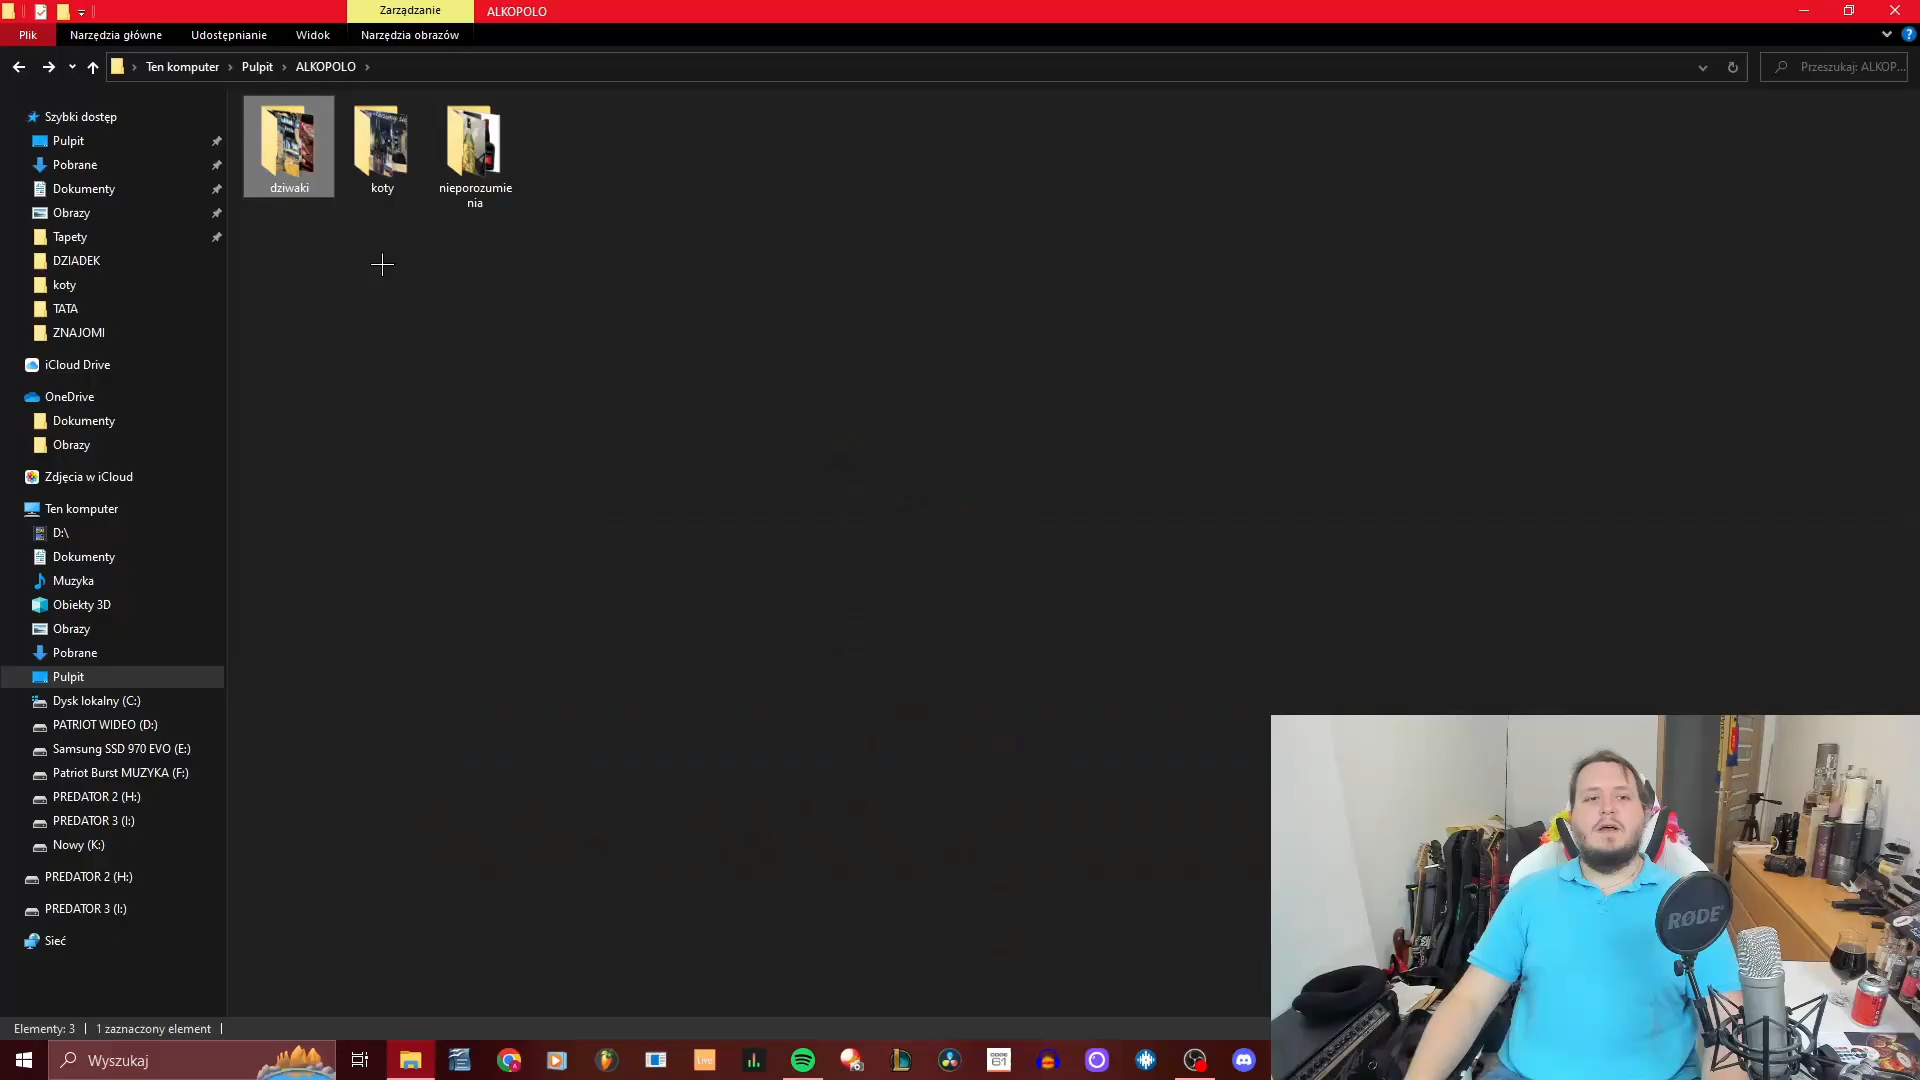 Zarządzanie
ALKOPOLO
Plik
Narzędzia główne
Udostępnianie
Widok
Narzędzia obrazów
Ten komputer
Pulpit
ALKOPOLO
Przeszukaj: ALKOP...
Szybki dostęp
Pulpit
Pobrane
Dokumenty
Obrazy
Tapety
DZIADEK
koty
TATA
ZNAJOMI
iCloud Drive
OneDrive
Dokumenty
Obrazy
Zdjęcia w iCloud
Ten komputer
D:\
Dokumenty
Muzyka
Obiekty 3D
Obrazy
Pobrane
Pulpit
Dysk lokalny (C:)
PATRIOT WIDEO (D:)
Samsung SSD 970 EVO (E:)
Patriot Burst MUZYKA (F:)
PREDATOR 2 (H:)
PREDATOR 3 (I:)
Nowy (K:)
PREDATOR 2 (H:)
PREDATOR 3 (I:)
Sieć
dziwaki
koty
nieporozumie
nia
RØDE
Elementy: 3
1 zaznaczony element
Wyszukaj
Live
CODE
61